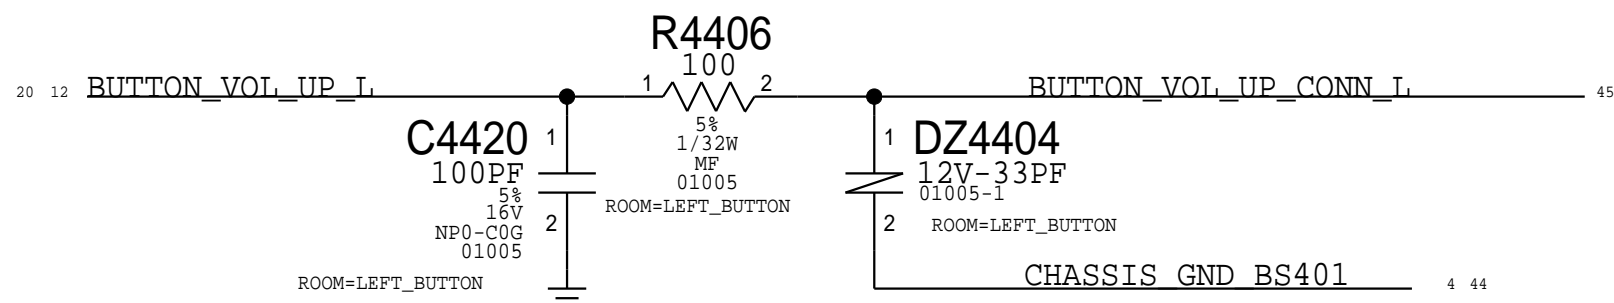 R4406
100
20 12 BUTTON_VOL_UP_L
1
2
BUTTON_VOL_UP_CONN_L
45
C4420
1
100PF
5%
16V
NP0-C0G
01005
2
ROOM=LEFT_BUTTON
5%
1/32W
MF
01005
ROOM=LEFT_BUTTON
1
DZ4404
12V-33PF
01005-1
2
ROOM=LEFT_BUTTON
CHASSIS_GND_BS401
4 44